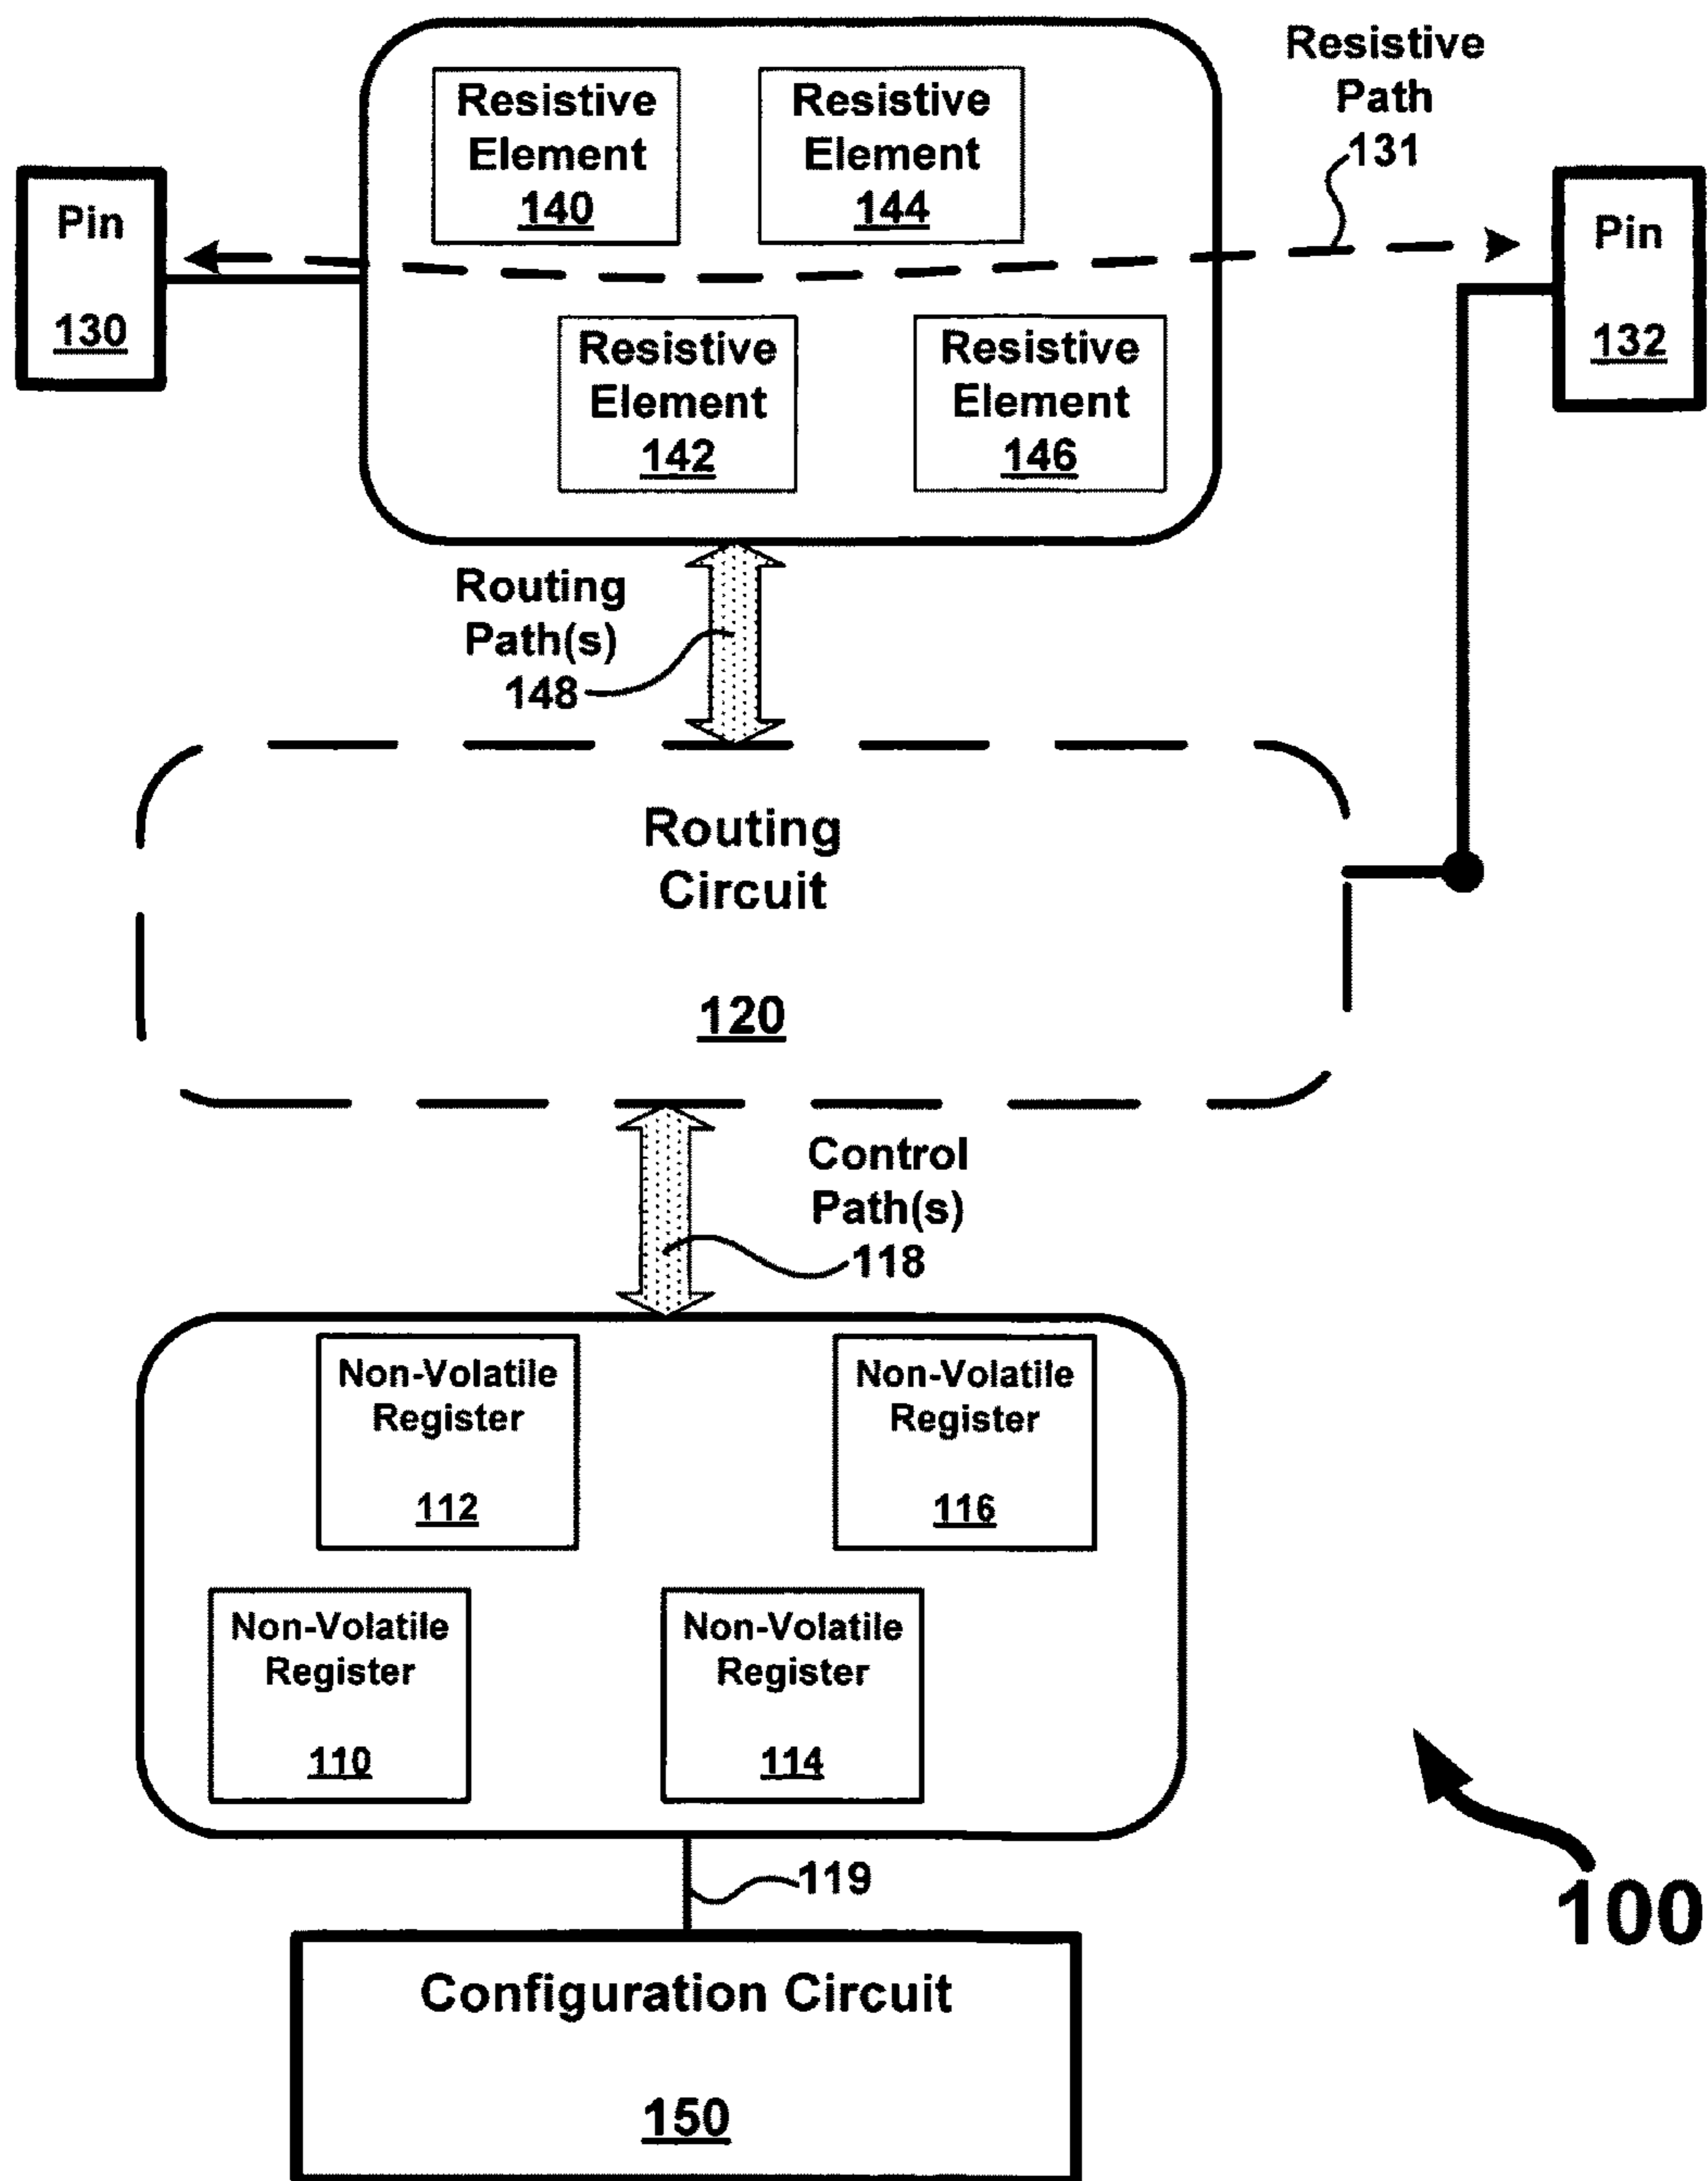 Resistive
Path
131
Resistive
Element
140
Resistive
Element
144
Pin
130
Pin
132
Resistive
Element
142
Resistive
Element
146
Routing
Path(s)
148
Routing
Circuit
120
Control
Path(s)
118
Non-Volatile
Register
112
Non-Volatile
Register
116
Non-Volatile
Register
110
Non-Volatile
Register
114
119
100
Configuration Circuit
150